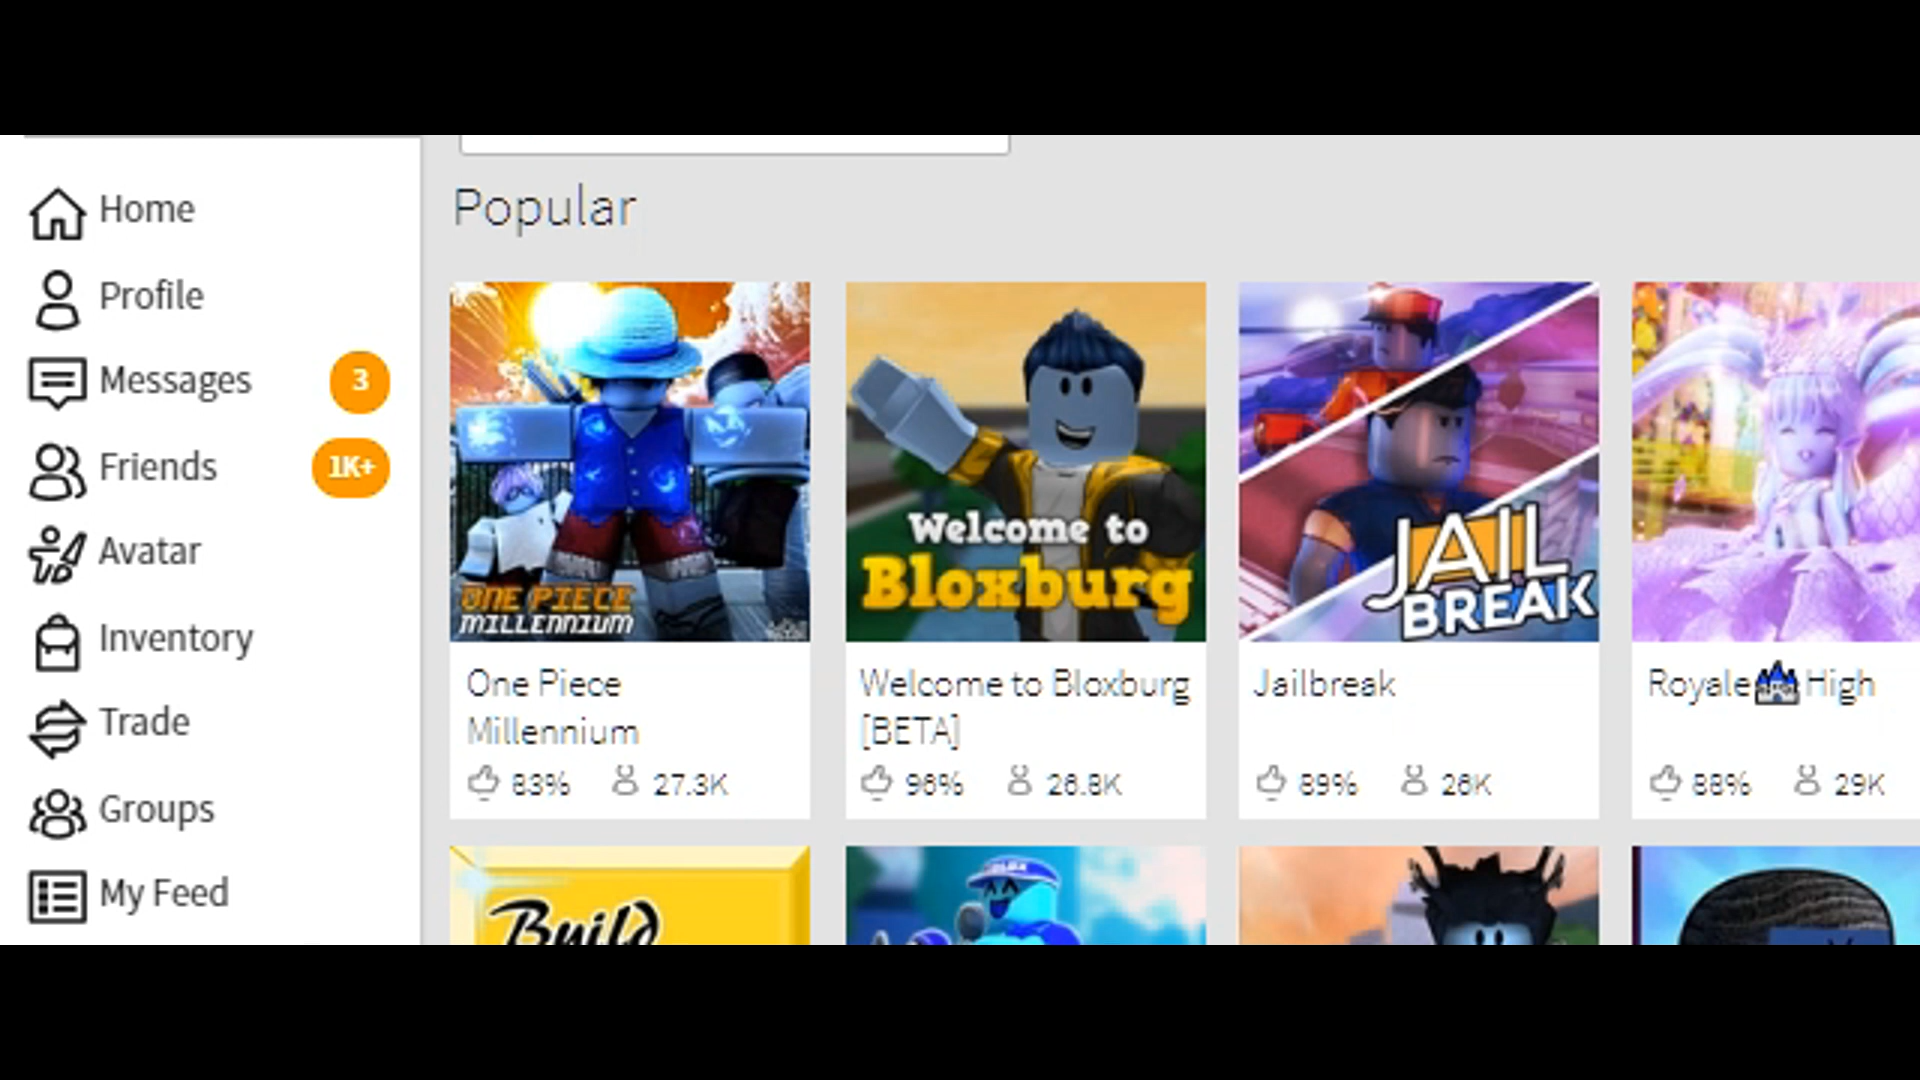 Home
Profile
Messages 3
Friends 1K+
Avatar
Inventory
Trade
Groups
My Feed
Popular
ONE PIECE
MILLENNIUM
One Piece
Millennium
83% 27.3K
Welcome to
Bloxburg
Welcome to Bloxburg
[BETA]
96% 26.8K
JAIL
BREAK
Jailbreak
89% 26K
Royale🏰High
88% 29K
Build